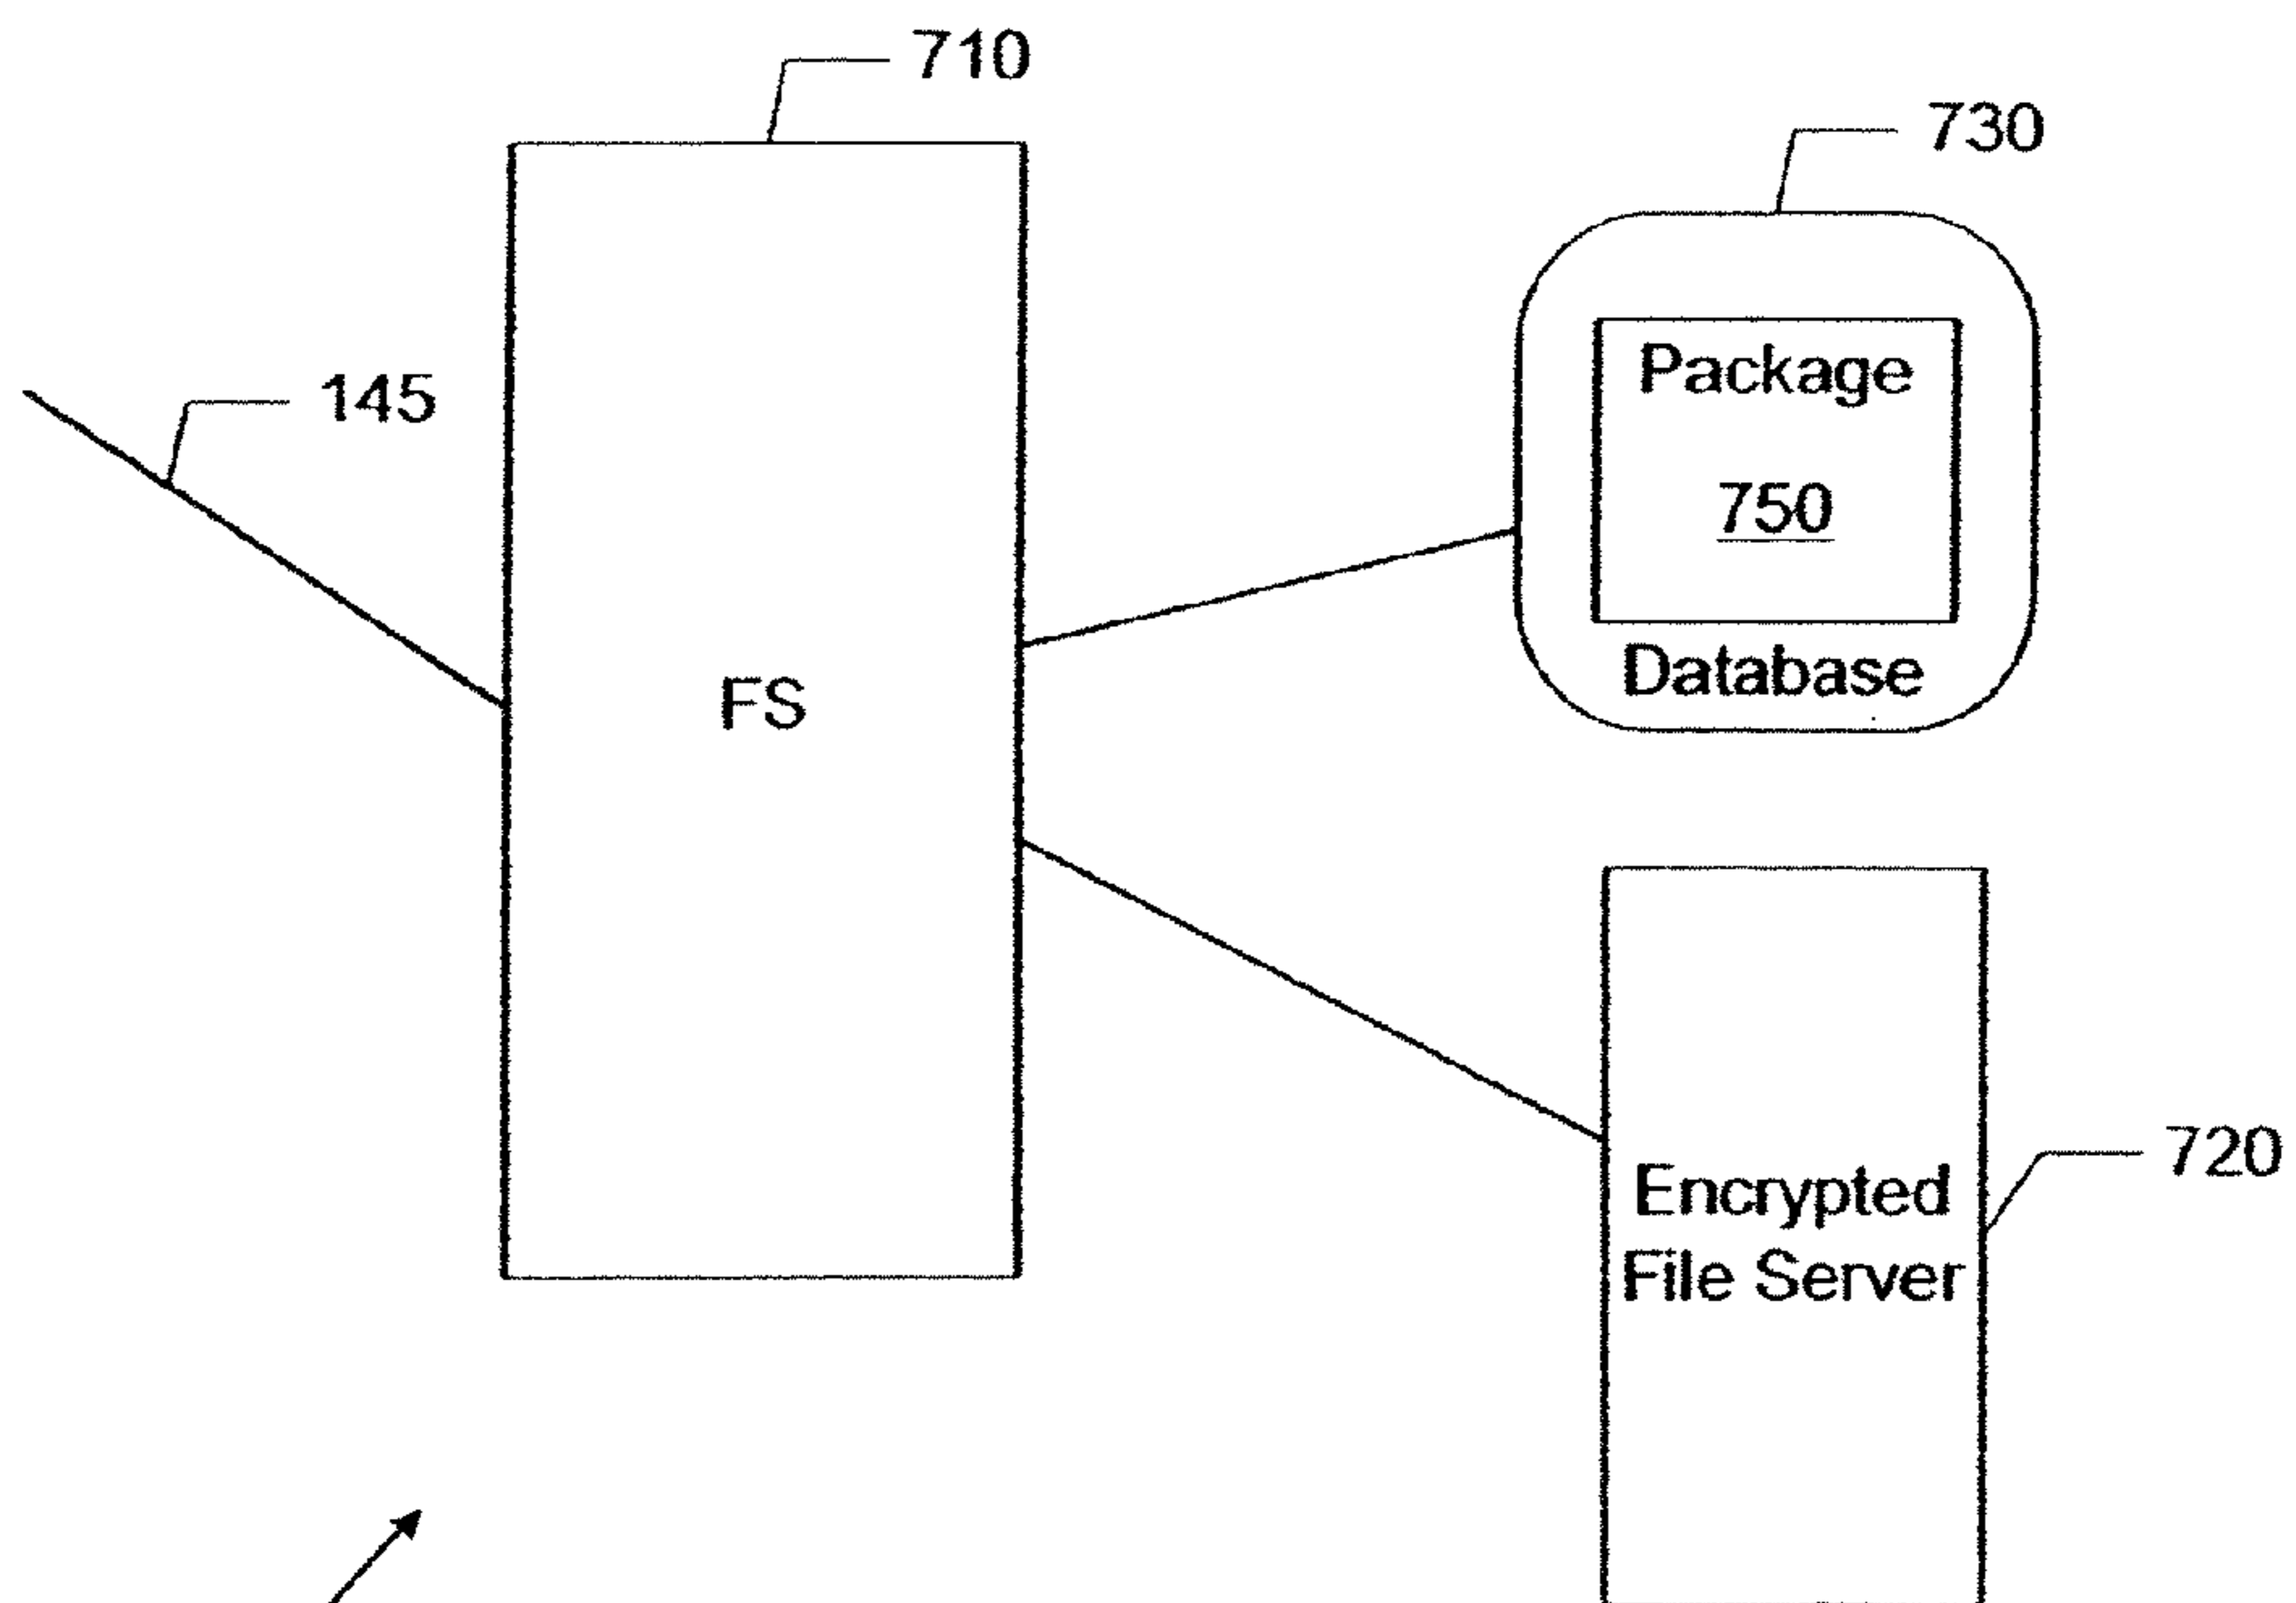 710
730
145
Package
750
Database
FS
720
Encrypted
File Server